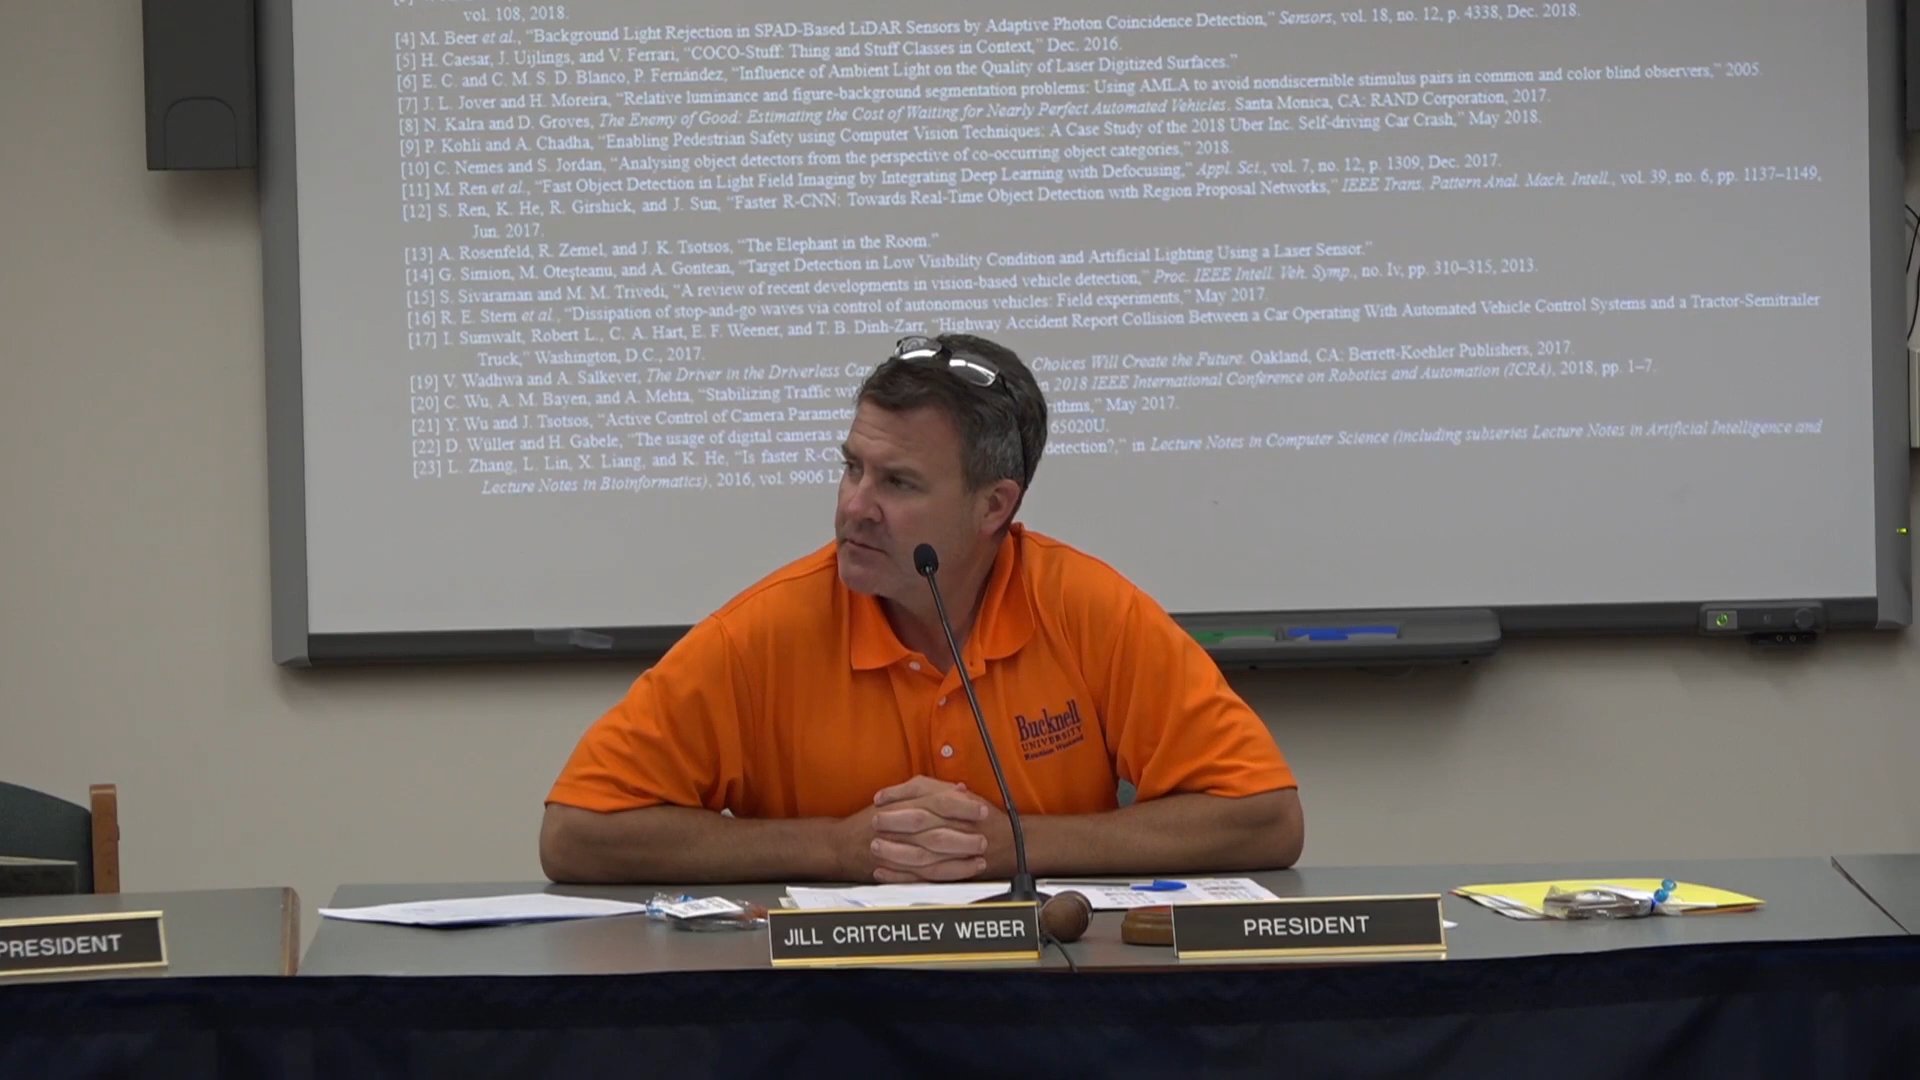 vol. 108, 2018.
[4] M. Beer et al., “Background Light Rejection in SPAD-Based LiDAR Sensors by Adaptive Photon Coincidence Detection,” Sensors, vol. 18, no. 12, p. 4338, Dec. 2018.
[5] H. Caesar, J. Uijlings, and V. Ferrari, “COCO-Stuff: Thing and Stuff Classes in Context,” Dec. 2016.
[6] E. C. and C. M. S. D. Blanco, P. Fernández, “Influence of Ambient Light on the Quality of Laser Digitized Surfaces.”
[7] J. L. Jover and H. Moreira, “Relative luminance and figure-background segmentation problems: Using AMLA to avoid nondiscernible stimulus pairs in common and color blind observers,” 2005.
[8] N. Kalra and D. Groves, The Enemy of Good: Estimating the Cost of Waiting for Nearly Perfect Automated Vehicles. Santa Monica, CA: RAND Corporation, 2017.
[9] P. Kohli and A. Chadha, “Enabling Pedestrian Safety using Computer Vision Techniques: A Case Study of the 2018 Uber Inc. Self-driving Car Crash,” May 2018.
[10] C. Nemes and S. Jordan, “Analysing object detectors from the perspective of co-occurring object categories,” 2018.
[11] M. Ren et al., “Fast Object Detection in Light Field Imaging by Integrating Deep Learning with Defocusing,” Appl. Sci., vol. 7, no. 12, p. 1309, Dec. 2017.
[12] S. Ren, K. He, R. Girshick, and J. Sun, “Faster R-CNN: Towards Real-Time Object Detection with Region Proposal Networks,” IEEE Trans. Pattern Anal. Mach. Intell., vol. 39, no. 6, pp. 1137–1149,
Jun. 2017.
[13] A. Rosenfeld, R. Zemel, and J. K. Tsotsos, “The Elephant in the Room.”
[14] G. Simion, M. Oteşteanu, and A. Gontean, “Target Detection in Low Visibility Condition and Artificial Lighting Using a Laser Sensor.”
[15] S. Sivaraman and M. M. Trivedi, “A review of recent developments in vision-based vehicle detection,” Proc. IEEE Intell. Veh. Symp., no. Iv, pp. 310–315, 2013.
[16] R. E. Stern et al., “Dissipation of stop-and-go waves via control of autonomous vehicles: Field experiments,” May 2017.
[17] I. Sumwalt, Robert L., C. A. Hart, E. F. Weener, and T. B. Dinh-Zarr, “Highway Accident Report Collision Between a Car Operating With Automated Vehicle Control Systems and a Tractor-Semitrailer
Truck,” Washington, D.C., 2017.
[19] V. Wadhwa and A. Salkever, The Driver in the Driverless Car Choices Will Create the Future. Oakland, CA: Berrett-Koehler Publishers, 2017.
[20] C. Wu, A. M. Bayen, and A. Mehta, “Stabilizing Traffic wi n 2018 IEEE International Conference on Robotics and Automation (ICRA), 2018, pp. 1–7.
[21] Y. Wu and J. Tsotsos, “Active Control of Camera Paramete ithms,” May 2017.
[22] D. Wüller and H. Gabele, “The usage of digital cameras as 65020U.
[23] L. Zhang, L. Lin, X. Liang, and K. He, “Is faster R-CN detection?,” in Lecture Notes in Computer Science (including subseries Lecture Notes in Artificial Intelligence and
Lecture Notes in Bioinformatics), 2016, vol. 9906 L
Bucknell
UNIVERSITY
PRESIDENT
JILL CRITCHLEY WEBER
PRESIDENT